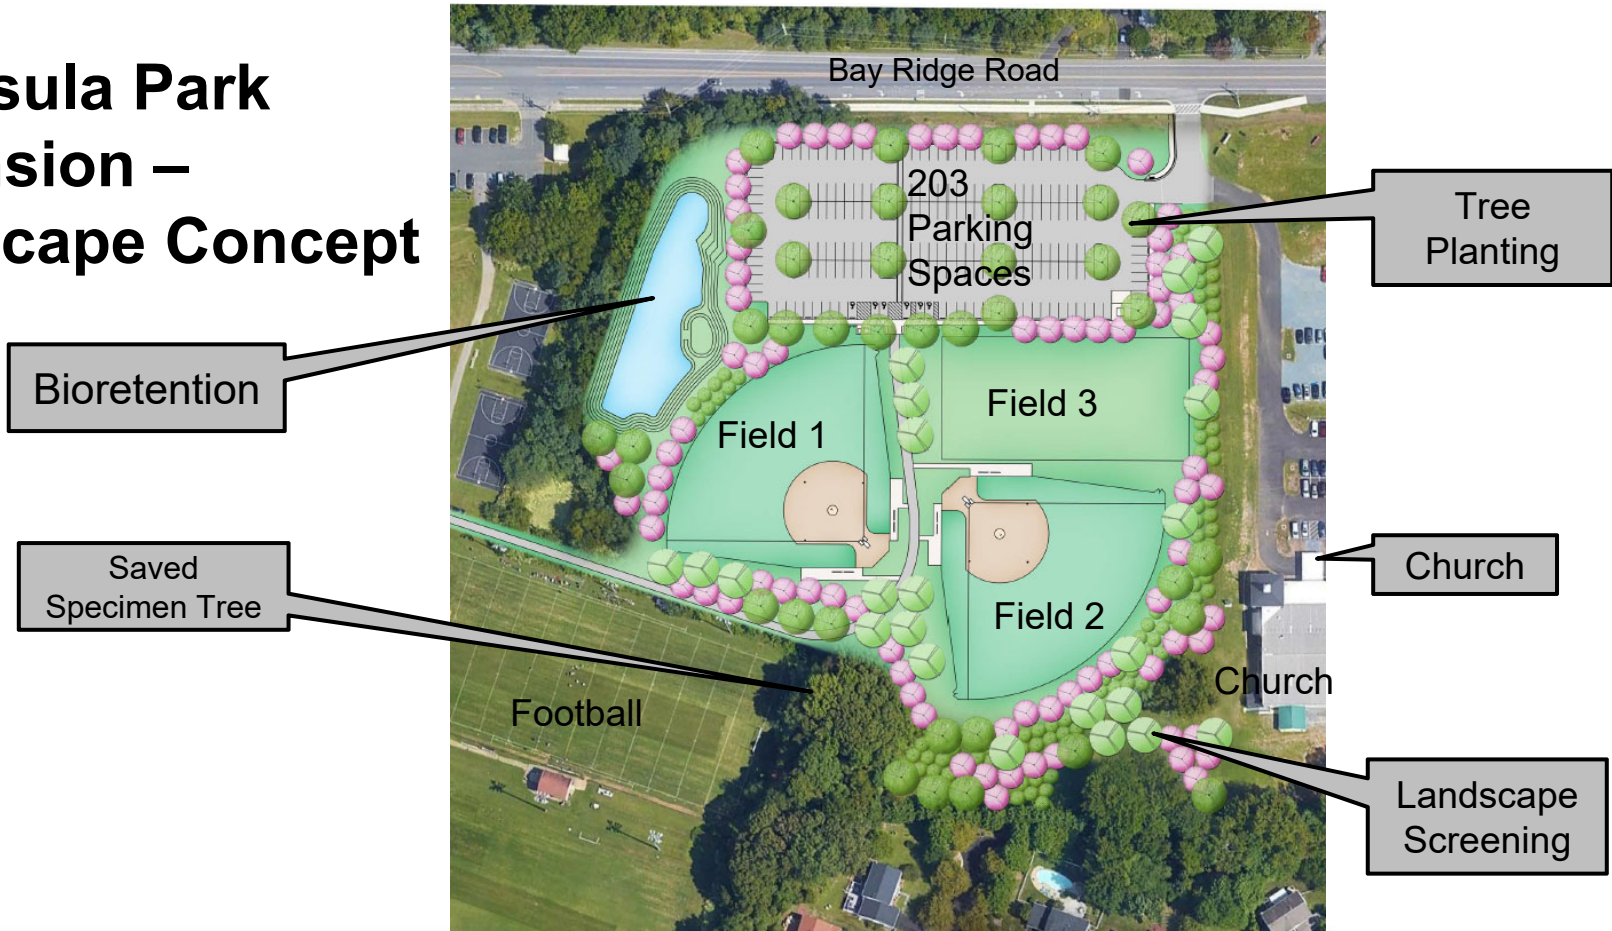 sula Park
nsion –
cape Concept
Bay Ridge Road
203
Parking
Spaces
Tree
Planting
Bioretention
Field 1
Field 3
Saved
Specimen Tree
Church
Field 2
Church
Football
Landscape
Screening